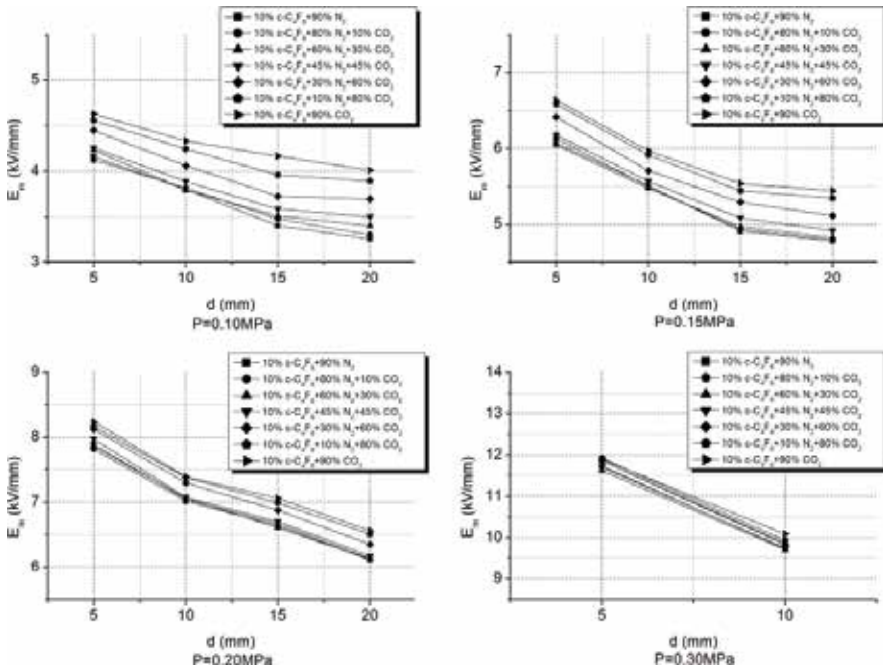 10% c-C₄F₈+90% N₂
10% c-C₄F₈+80% N₂+10% CO₂
10% c-C₄F₈+60% N₂+30% CO₂
10% c-C₄F₈+45% N₂+45% CO₂
10% c-C₄F₈+30% N₂+60% CO₂
10% c-C₄F₈+10% N₂+80% CO₂
10% c-C₄F₈+90% CO₂
5
4
3
Eₘ (kV/mm)
5 10 15 20
d (mm)
P=0.10MPa
10% c-C₄F₈+90% N₂
10% c-C₄F₈+80% N₂+10% CO₂
10% c-C₄F₈+60% N₂+30% CO₂
10% c-C₄F₈+45% N₂+45% CO₂
10% c-C₄F₈+30% N₂+60% CO₂
10% c-C₄F₈+10% N₂+80% CO₂
10% c-C₄F₈+90% CO₂
7
6
5
Eₘ (kV/mm)
5 10 15 20
d (mm)
P=0.15MPa
10% c-C₄F₈+90% N₂
10% c-C₄F₈+80% N₂+10% CO₂
10% c-C₄F₈+60% N₂+30% CO₂
10% c-C₄F₈+45% N₂+45% CO₂
10% c-C₄F₈+30% N₂+60% CO₂
10% c-C₄F₈+10% N₂+80% CO₂
10% c-C₄F₈+90% CO₂
9
8
7
6
Eₘ (kV/mm)
5 10 15 20
d (mm)
P=0.20MPa
10% c-C₄F₈+90% N₂
10% c-C₄F₈+80% N₂+10% CO₂
10% c-C₄F₈+60% N₂+30% CO₂
10% c-C₄F₈+45% N₂+45% CO₂
10% c-C₄F₈+30% N₂+60% CO₂
10% c-C₄F₈+10% N₂+80% CO₂
10% c-C₄F₈+90% CO₂
14
13
12
11
10
9
Eₘ (kV/mm)
5 10
d (mm)
P=0.30MPa